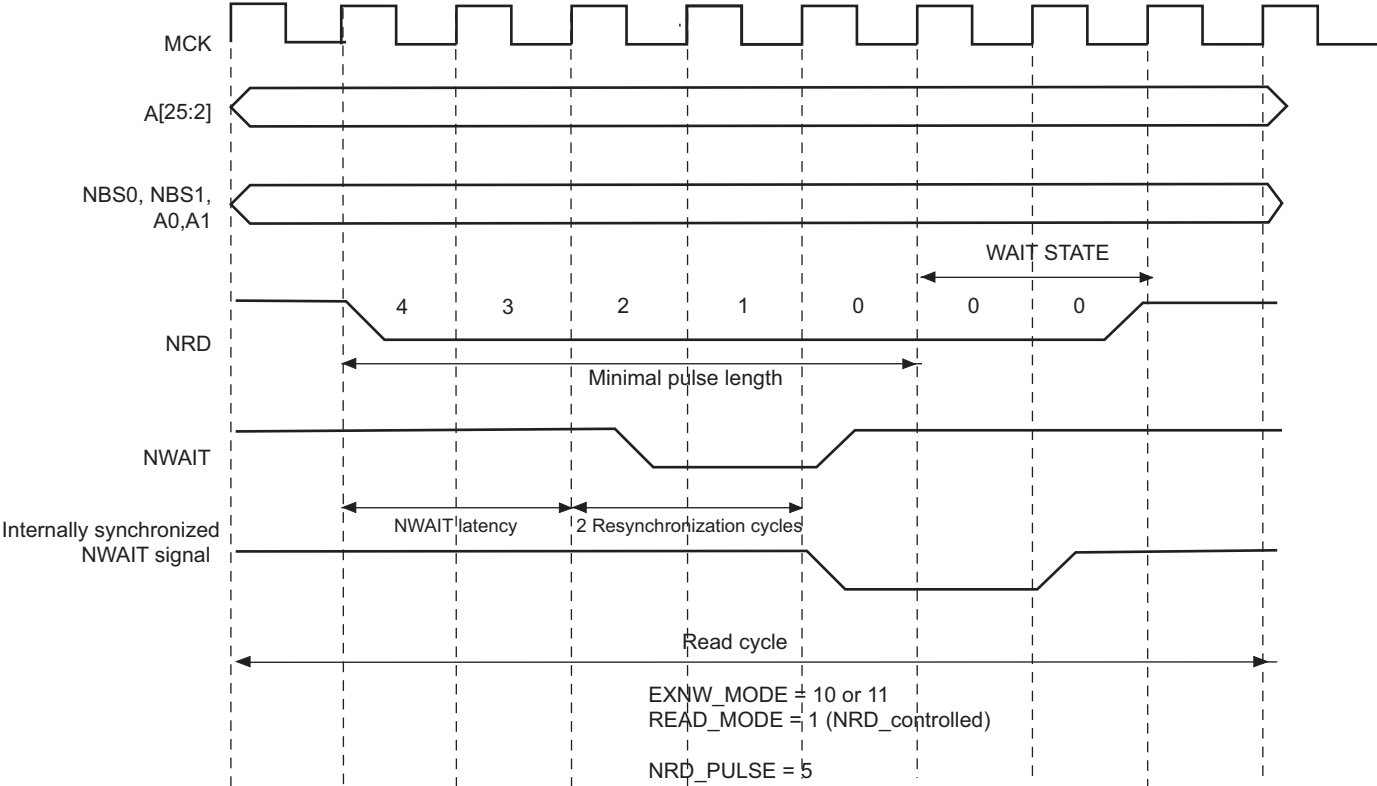 MCK
A[25:2]
NBS0, NBS1,
A0,A1
WAIT STATE
4 3 2 1 0 0 0
NRD
Minimal pulse length
NWAIT
NWAIT latency
2 Resynchronization cycles
Internally synchronized
NWAIT signal
Read cycle
EXNW_MODE = 10 or 11
READ_MODE = 1 (NRD_controlled)
NRD_PULSE = 5